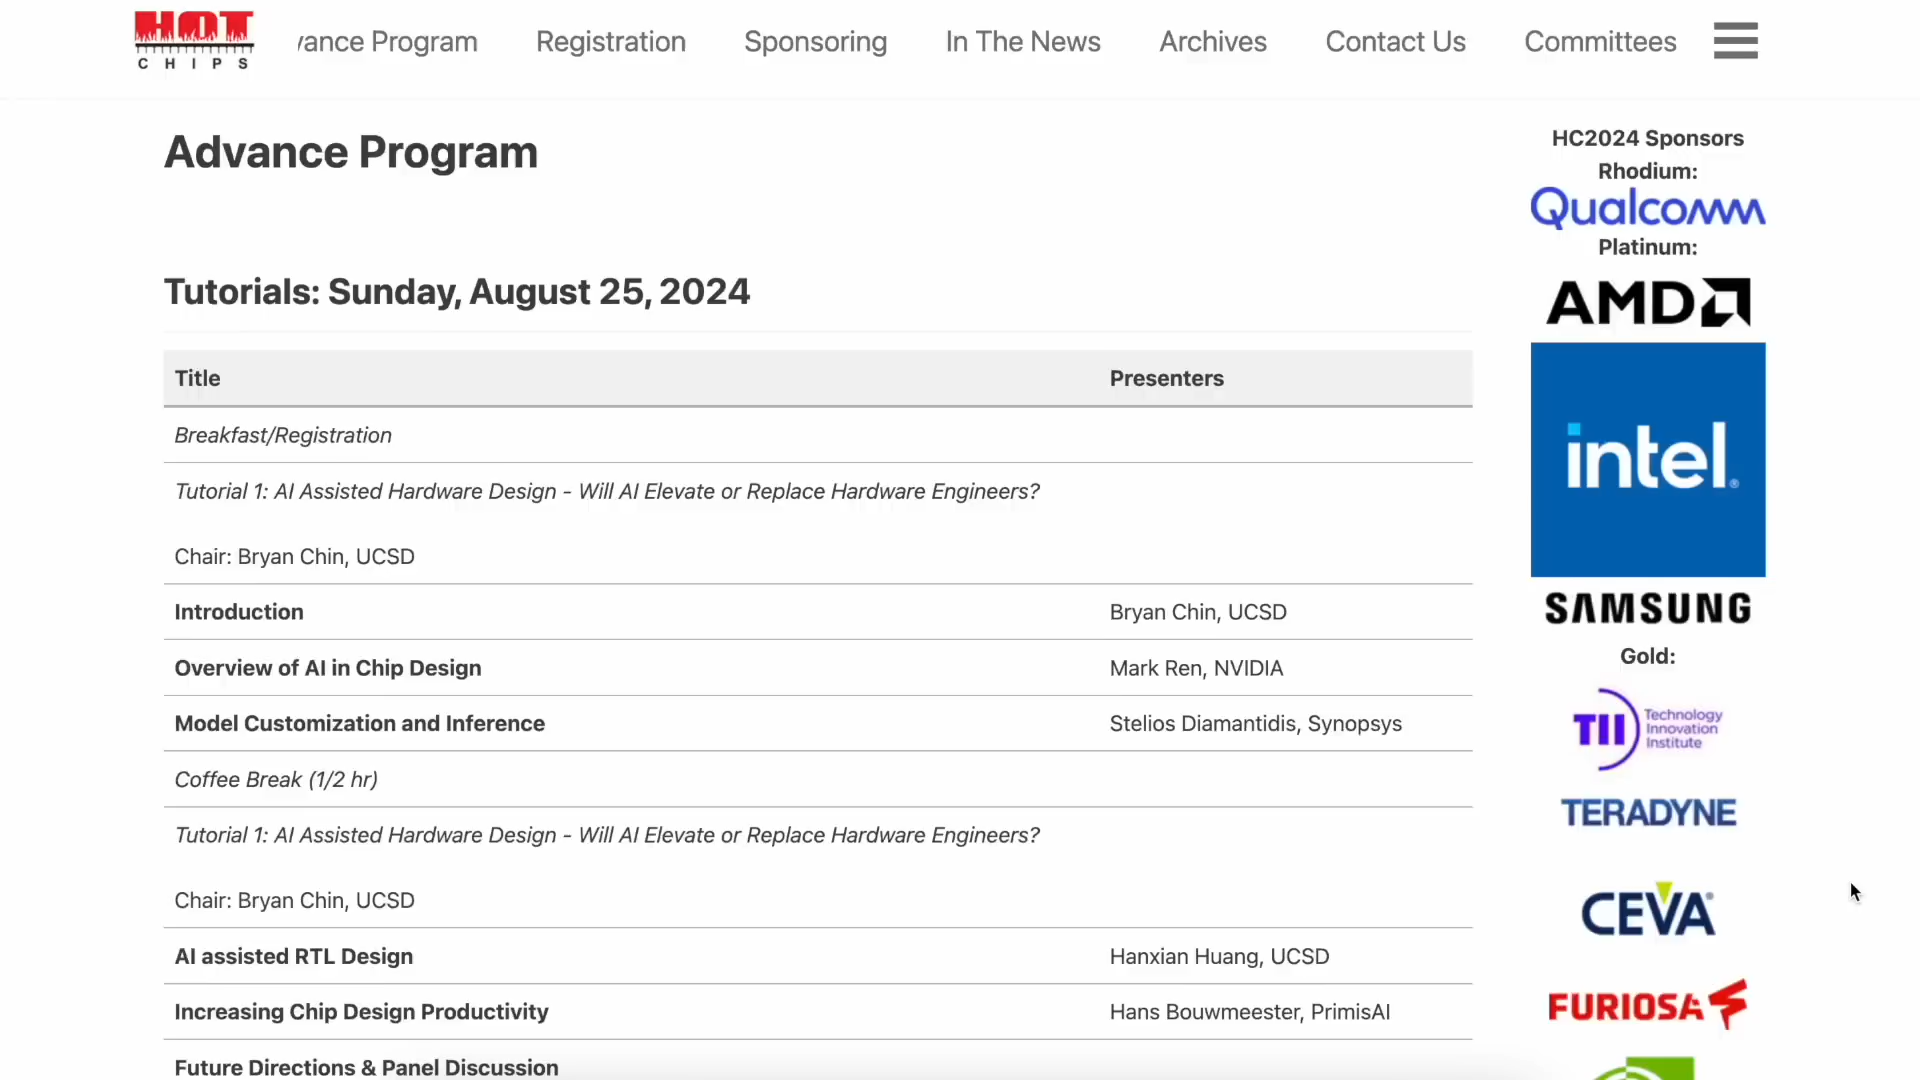 HOT
CHIPS
vance Program
Registration
Sponsoring
In The News
Archives
Contact Us
Committees
Advance Program
Tutorials: Sunday, August 25, 2024
Title
Presenters
Breakfast/Registration
Tutorial 1: AI Assisted Hardware Design - Will AI Elevate or Replace Hardware Engineers?
Chair: Bryan Chin, UCSD
Introduction
Bryan Chin, UCSD
Overview of AI in Chip Design
Mark Ren, NVIDIA
Model Customization and Inference
Stelios Diamantidis, Synopsys
Coffee Break (1/2 hr)
Tutorial 1: AI Assisted Hardware Design - Will AI Elevate or Replace Hardware Engineers?
Chair: Bryan Chin, UCSD
AI assisted RTL Design
Hanxian Huang, UCSD
Increasing Chip Design Productivity
Hans Bouwmeester, PrimisAI
Future Directions & Panel Discussion
HC2024 Sponsors
Rhodium:
Qualcomm
Platinum:
AMD
intel®
SAMSUNG
Gold:
TII
Technology
Innovation
Institute
TERADYNE
CEVA®
FURIOSA